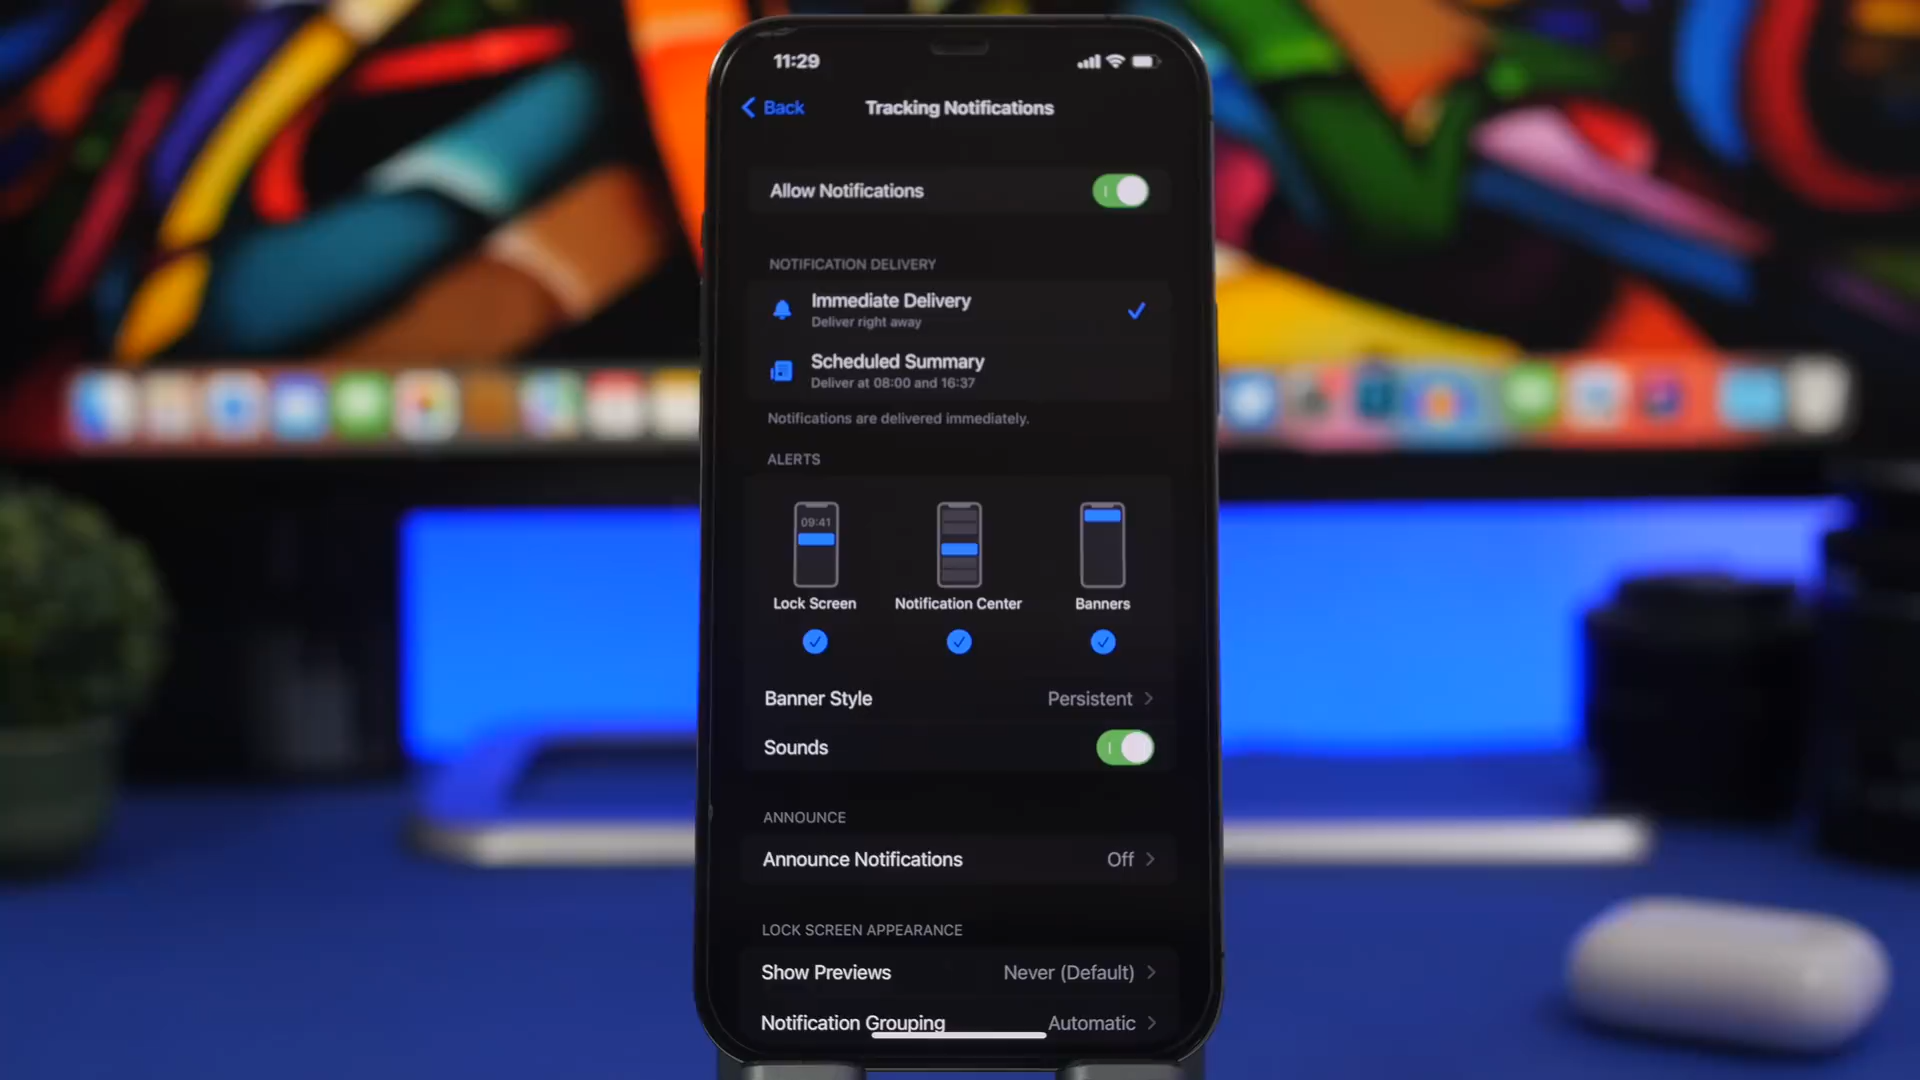 11:29
Back
Tracking Notifications
Allow Notifications
NOTIFICATION DELIVERY
Immediate Delivery
Deliver right away
Scheduled Summary
Deliver at 08:00 and 16:37
Notifications are delivered immediately.
ALERTS
09:41
Lock Screen
Notification Center
Banners
Banner Style
Persistent
Sounds
ANNOUNCE
Announce Notifications
Off
LOCK SCREEN APPEARANCE
Show Previews
Never (Default)
Notification Grouping
Automatic